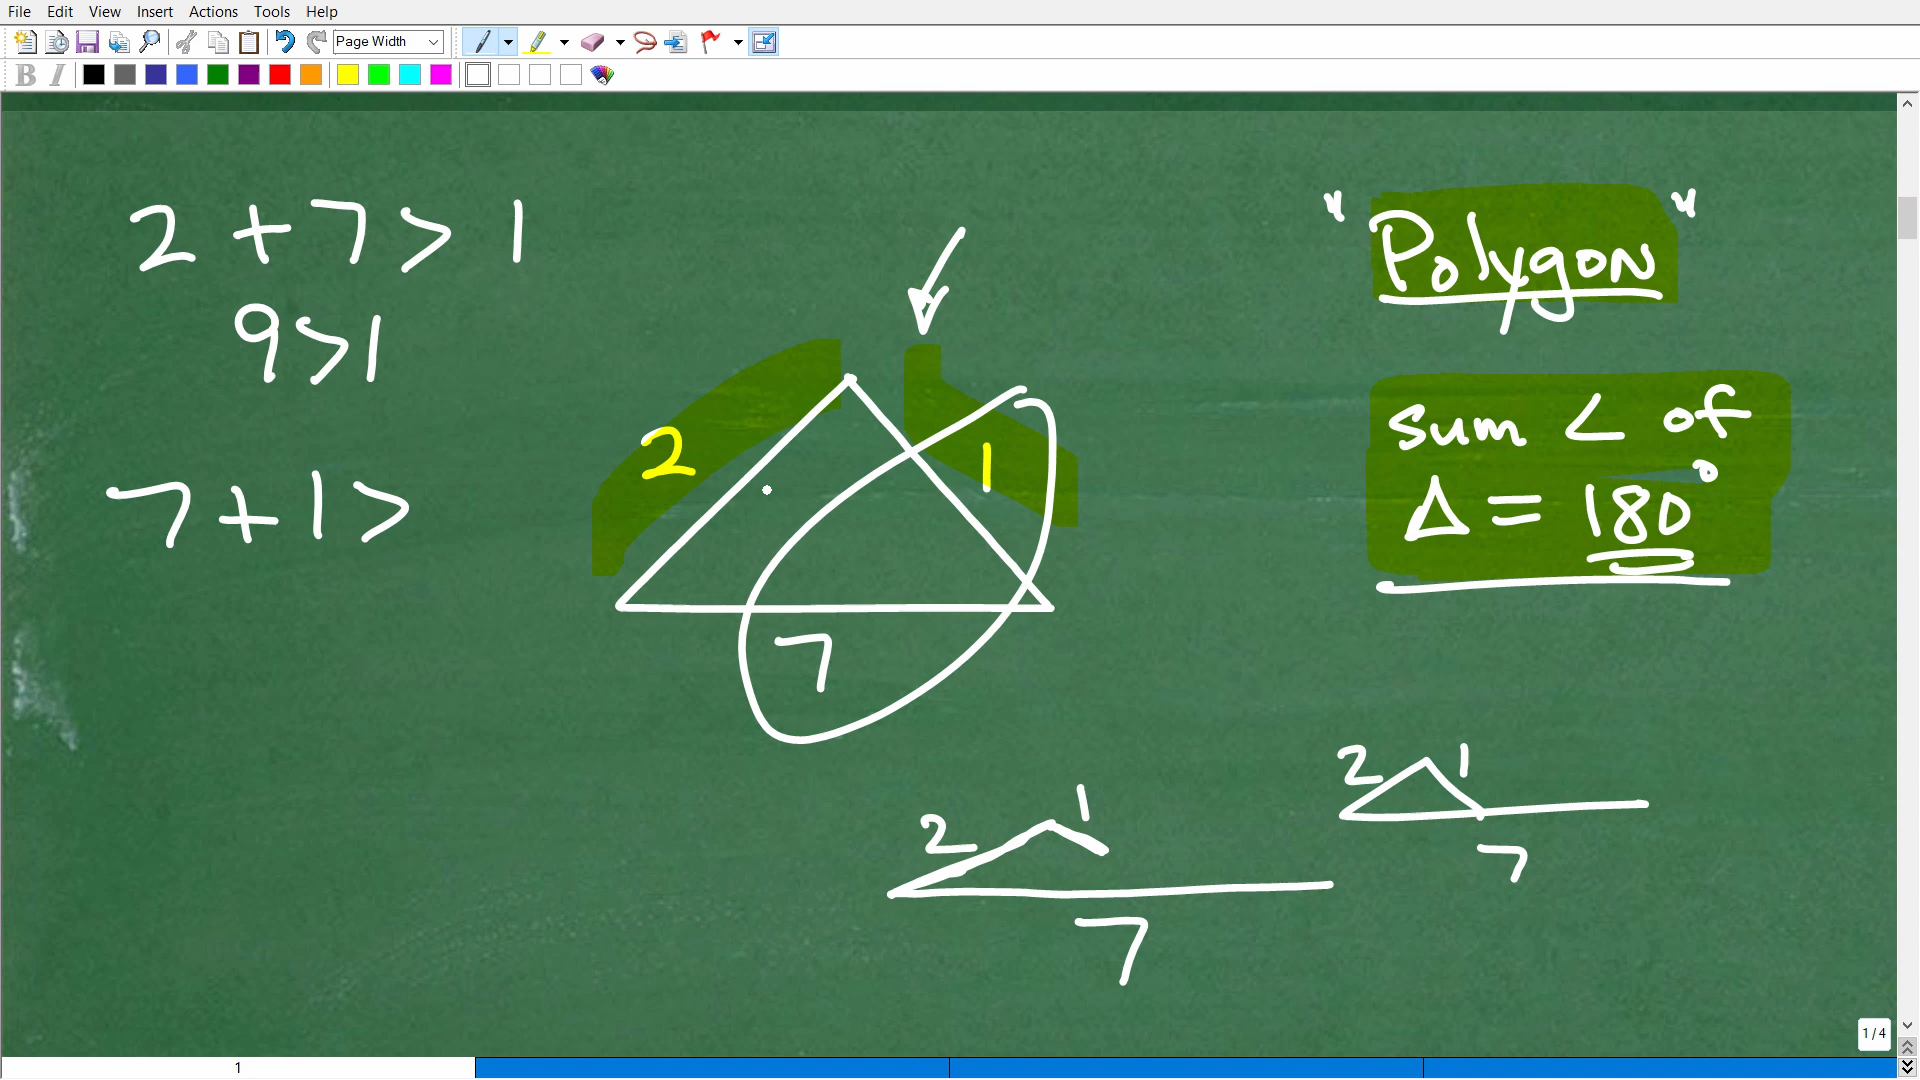 File Edit View Insert Actions Tools Help
Page Width
B I
2 + 7 > 1
9 > 1
7 + 1 >
2
1
7
"Polygon"
sum < of
Δ = 180°
2 1
7
2 1
7
1 / 4
1